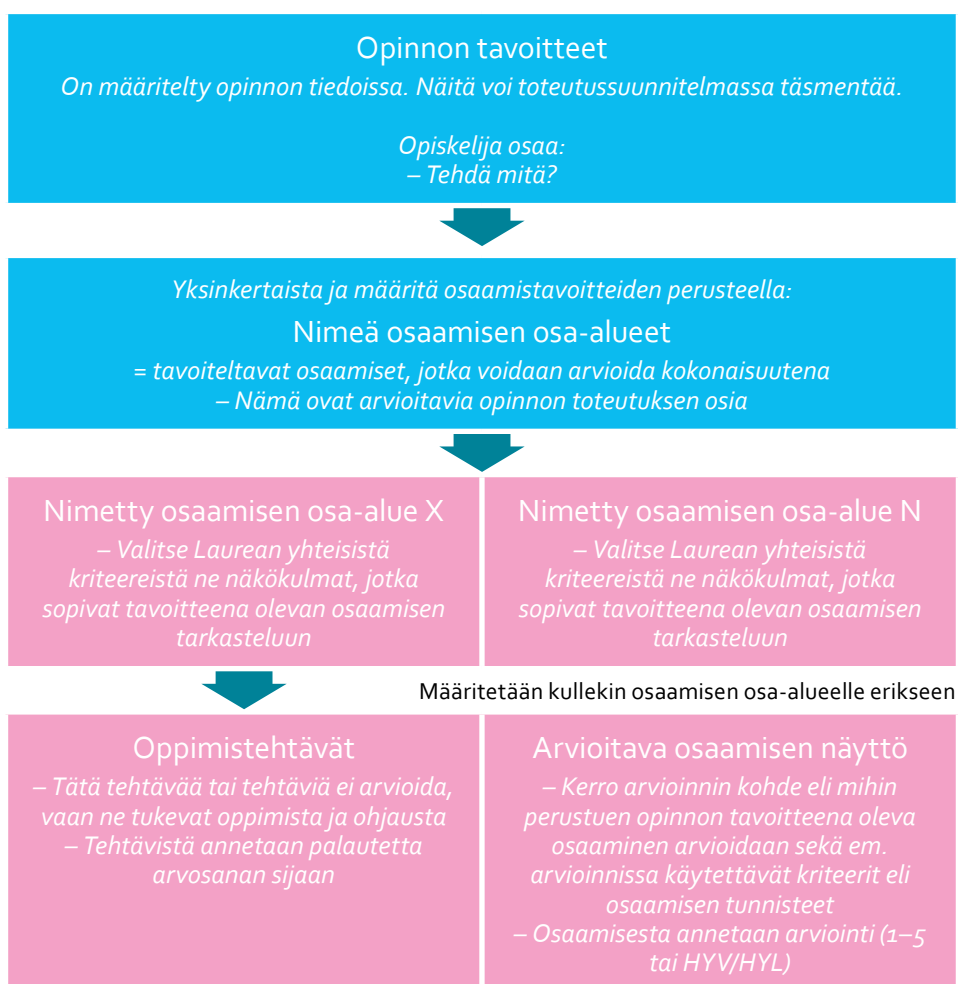 Opinnon tavoitteet
On määritelty opinnon tiedoissa. Näitä voi toteutussuunnitelmassa täsmentää.
Opiskelija osaa:
– Tehdä mitä?
Yksinkertaista ja määritä osaamistavoitteiden perusteella:
Nimeä osaamisen osa-alueet
= tavoiteltavat osaamiset, jotka voidaan arvioida kokonaisuutena
– Nämä ovat arvioitavia opinnon toteutuksen osia
Nimetty osaamisen osa-alue X
– Valitse Laurean yhteisistä
kriteereistä ne näkökulmat, jotka
sopivat tavoitteena olevan osaamisen
tarkasteluun
Nimetty osaamisen osa-alue N
– Valitse Laurean yhteisistä
kriteereistä ne näkökulmat, jotka
sopivat tavoitteena olevan osaamisen
tarkasteluun
Määritetään kullekin osaamisen osa-alueelle erikseen
Oppimistehtävät
– Tätä tehtävää tai tehtäviä ei arvioida,
vaan ne tukevat oppimista ja ohjausta
– Tehtävistä annetaan palautetta
arvosanan sijaan
Arvioitava osaamisen näyttö
– Kerro arvioinnin kohde eli mihin
perustuen opinnon tavoitteena oleva
osaaminen arvioidaan sekä em.
arvioinnissa käytettävät kriteerit eli
osaamisen tunnisteet
– Osaamisesta annetaan arviointi (1–5
tai HYV/HYL)